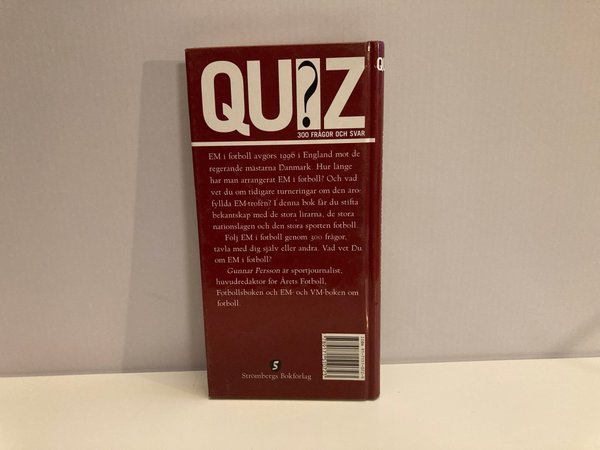 QU?Z
300 FRÅGOR OCH SVAR
EM i fotboll avgörs 1996 i England mot de
regerande mästarna Danmark. Hur länge
har man arrangerat EM i fotboll? Och vad
vet du om tidigare turneringar om den äro-
fyllda EM-trofén? I denna bok får du stifta
bekantskap med de stora lirarna, de stora
nationslagen och den stora sporten fotboll.
Följ EM i fotboll genom 300 frågor,
tävla med dig själv eller andra. Vad vet Du
om EM i fotboll?
Gunnar Persson är sportjournalist,
huvudredaktör för Årets Fotboll,
Fotbollsboken och EM- och VM-boken om
fotboll.
S
Strömbergs Bokförlag
Q